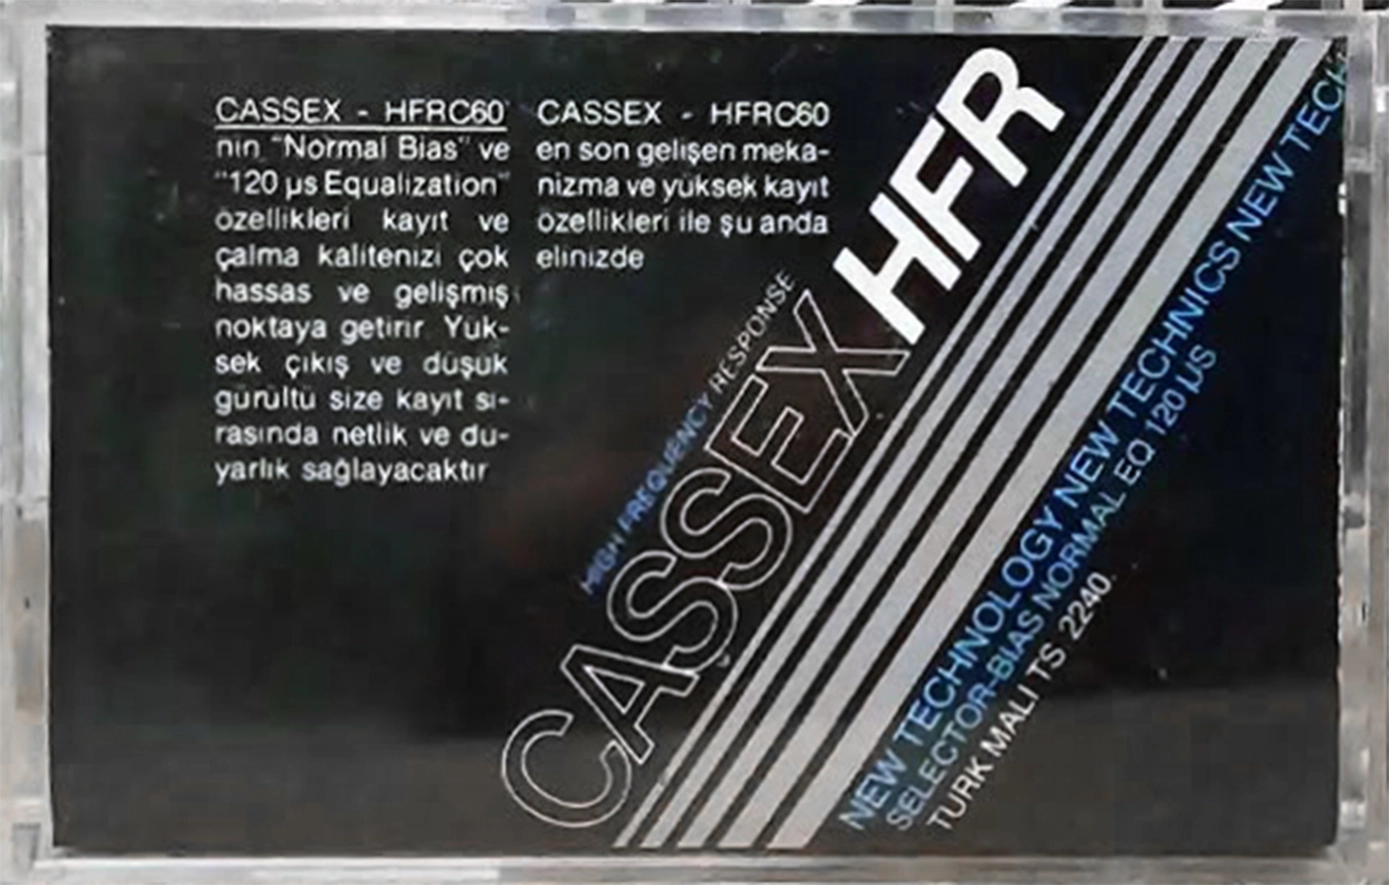 CASSEX - HFRC60'
nin "Normal Bias" ve
"120 µs Equalization"
özellikleri kayıt ve
çalma kalitenizi çok
hassas ve gelişmiş
noktaya getirir Yük-
sek çıkış ve düşük
gürültü size kayıt sı-
rasında netlik ve du-
yarlık sağlayacaktır
CASSEX - HFRC60
en son gelişen meka-
nizma ve yüksek kayıt
özellikleri ile şu anda
elinizde
HIGH FREQUENCY RESPONSE
CASSEX HFR
NEW TECHNOLOGY NEW TECHNICS NEW TECH
SELECTOR-BIAS NORMAL EQ 120 µS
TURK MALI TS 2240